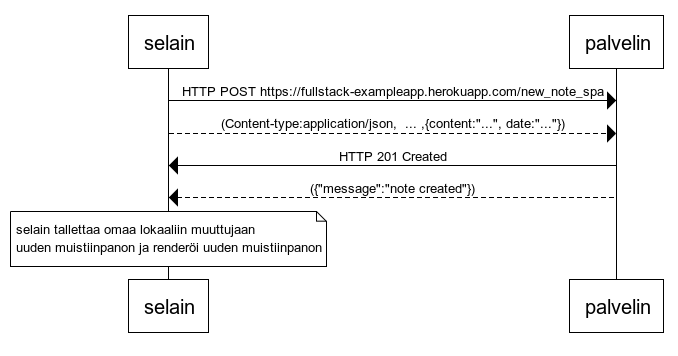 selain
palvelin
HTTP POST https://fullstack-exampleapp.herokuapp.com/new_note_spa
(Content-type:application/json, ... ,{content:"...", date:"..."})
HTTP 201 Created
({"message":"note created"})
selain tallettaa omaa lokaaliin muuttujaan
uuden muistiinpanon ja renderöi uuden muistiinpanon
selain
palvelin